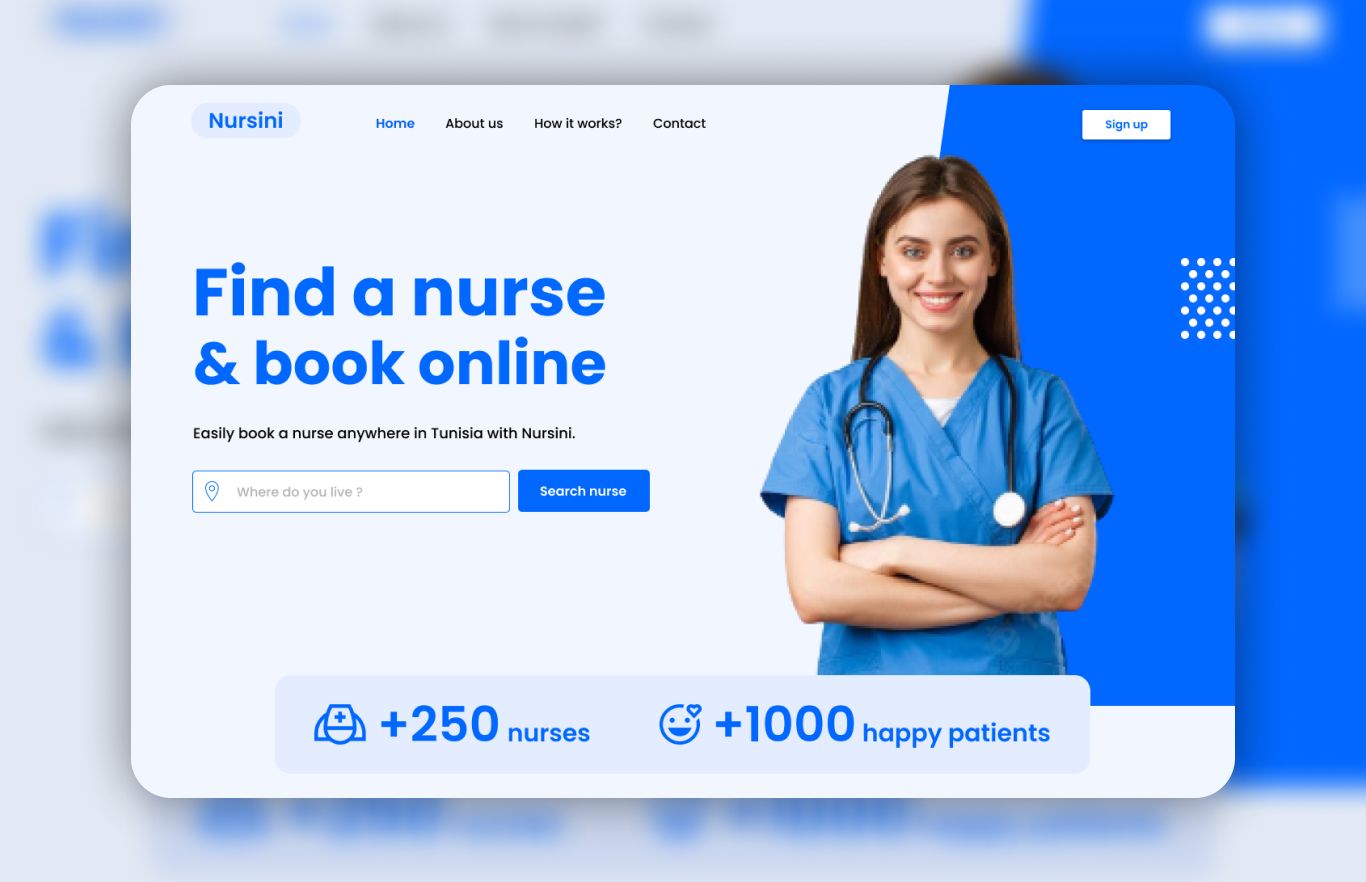 Nursini
Home
About us
How it works?
Contact
Sign up
Find a nurse
& book online
Easily book a nurse anywhere in Tunisia with Nursini.
Where do you live ?
Search nurse
+250 nurses
+1000 happy patients